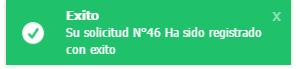 Exito
x
Su solicitud N°46 Ha sido registrado
con exito